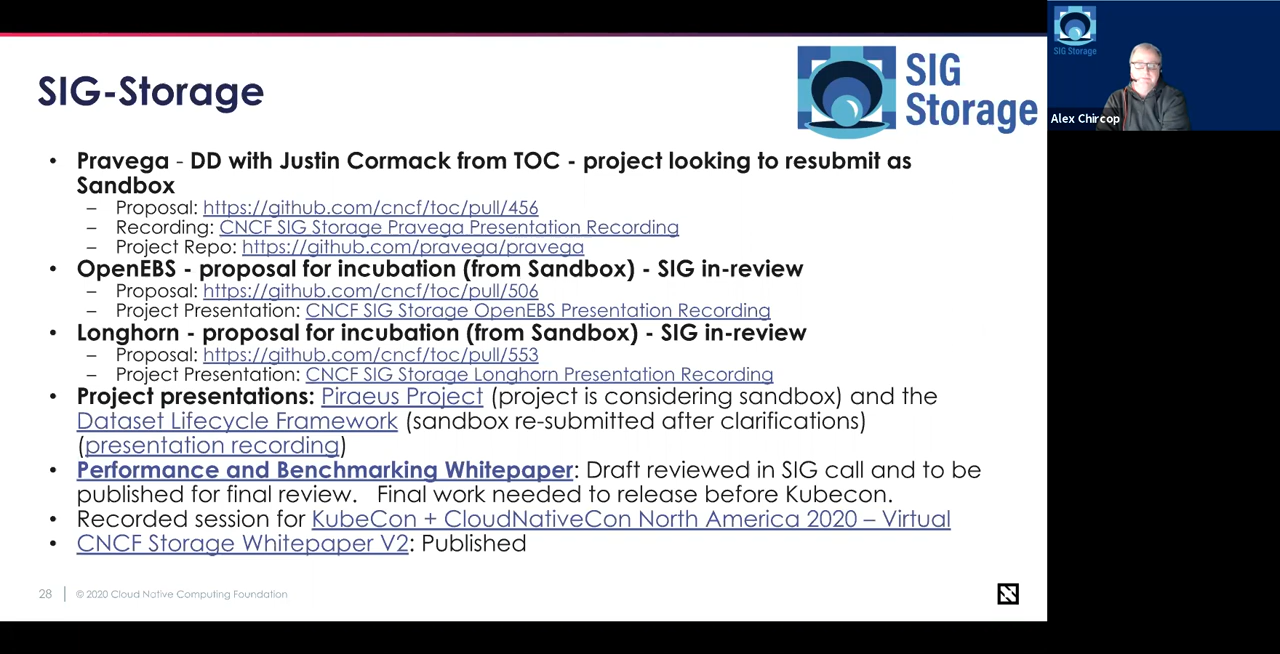 SIG-Storage
SIG
Storage
SIG Storage
Alex Chircop
• Pravega - DD with Justin Cormack from TOC - project looking to resubmit as
Sandbox
– Proposal: https://github.com/cncf/toc/pull/456
– Recording: CNCF SIG Storage Pravega Presentation Recording
– Project Repo: https://github.com/pravega/pravega
• OpenEBS - proposal for incubation (from Sandbox) - SIG in-review
– Proposal: https://github.com/cncf/toc/pull/506
– Project Presentation: CNCF SIG Storage OpenEBS Presentation Recording
• Longhorn - proposal for incubation (from Sandbox) - SIG in-review
– Proposal: https://github.com/cncf/toc/pull/553
– Project Presentation: CNCF SIG Storage Longhorn Presentation Recording
• Project presentations: Piraeus Project (project is considering sandbox) and the
Dataset Lifecycle Framework (sandbox re-submitted after clarifications)
(presentation recording)
• Performance and Benchmarking Whitepaper: Draft reviewed in SIG call and to be
published for final review.   Final work needed to release before Kubecon.
• Recorded session for KubeCon + CloudNativeCon North America 2020 – Virtual
• CNCF Storage Whitepaper V2: Published
28 | © 2020 Cloud Native Computing Foundation